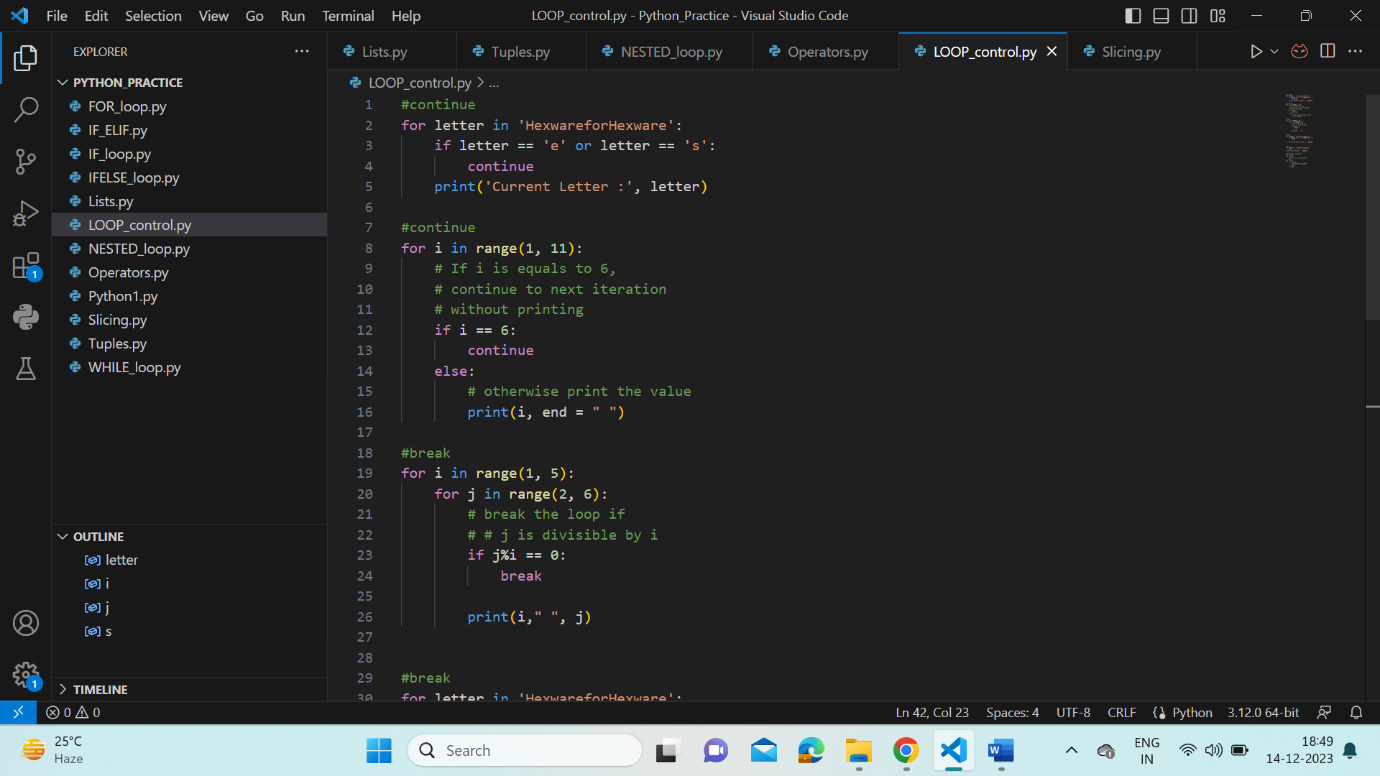 File Edit Selection View Go Run Terminal Help LOOP_control.py - Python_Practice - Visual Studio Code
EXPLORER
Lists.py Tuples.py NESTED_loop.py Operators.py LOOP_control.py Slicing.py
PYTHON_PRACTICE
FOR_loop.py
IF_ELIF.py
IF_loop.py
IFELSE_loop.py
Lists.py
LOOP_control.py
NESTED_loop.py
Operators.py
Python1.py
Slicing.py
Tuples.py
WHILE_loop.py
OUTLINE
letter
i
j
s
TIMELINE
1
1
LOOP_control.py > ...
1 #continue
2 for letter in 'HexwareforHexware':
3     if letter == 'e' or letter == 's':
4         continue
5     print('Current Letter :', letter)
6
7 #continue
8 for i in range(1, 11):
9     # If i is equals to 6,
10     # continue to next iteration
11     # without printing
12     if i == 6:
13         continue
14     else:
15         # otherwise print the value
16         print(i, end = " ")
17
18 #break
19 for i in range(1, 5):
20     for j in range(2, 6):
21         # break the loop if
22         # # j is divisible by i
23         if j%i == 0:
24             break
25
26         print(i," ", j)
27
28
29 #break
30 for letter in 'HexwareforHexware':
0 0 Ln 42, Col 23 Spaces: 4 UTF-8 CRLF Python 3.12.0 64-bit
25°C
Haze
Search
ENG
IN
18:49
14-12-2023